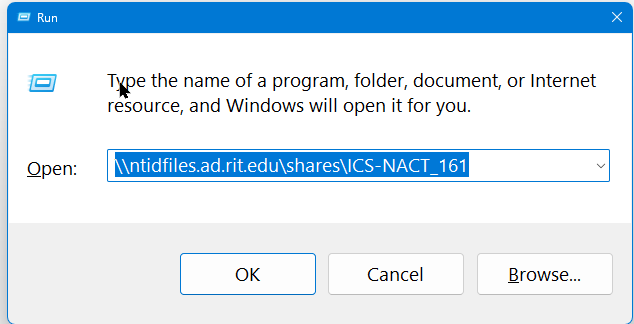 Run
Type the name of a program, folder, document, or Internet
resource, and Windows will open it for you.
Open: \\ntidfiles.ad.rit.edu\shares\ICS-NACT_161
OK Cancel Browse...